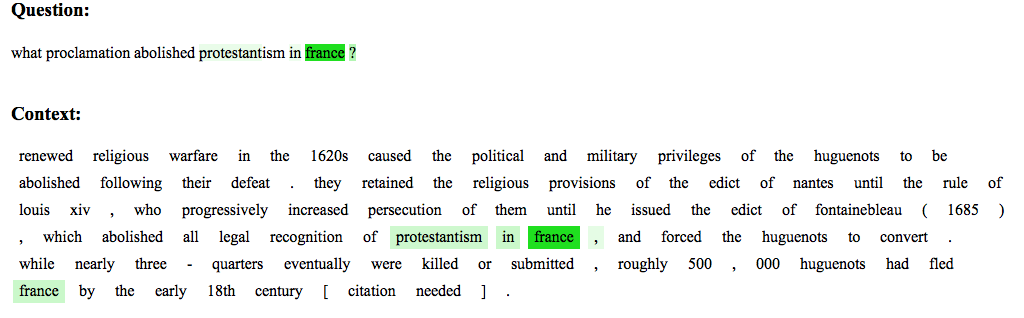 Question:
what proclamation abolished protestantism in france ?
Context:
renewed religious warfare in the 1620s caused the political and military privileges of the huguenots to be
abolished following their defeat . they retained the religious provisions of the edict of nantes until the rule of
louis xiv , who progressively increased persecution of them until he issued the edict of fontainebleau ( 1685 )
, which abolished all legal recognition of protestantism in france , and forced the huguenots to convert .
while nearly three - quarters eventually were killed or submitted , roughly 500 , 000 huguenots had fled
france by the early 18th century [ citation needed ] .